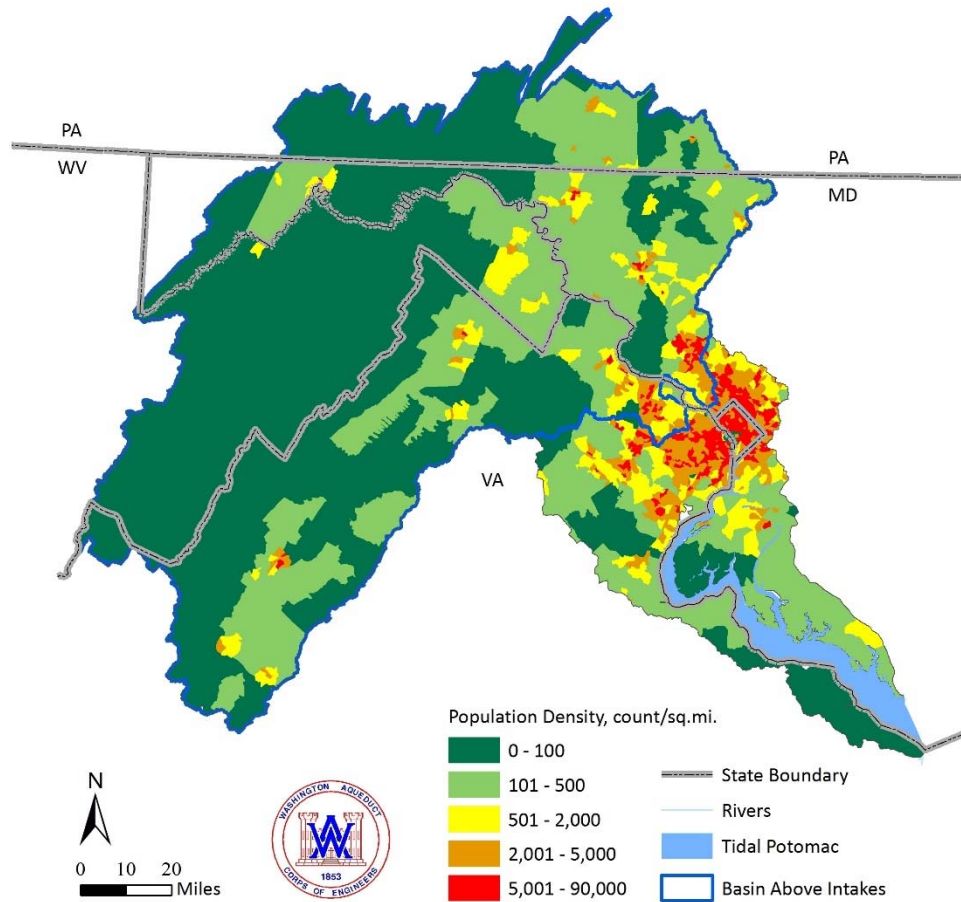 PA
WV
PA
MD
VA
Population Density, count/sq.mi.
0 - 100
101 - 500
501 - 2,000
2,001 - 5,000
5,001 - 90,000
State Boundary
Rivers
Tidal Potomac
Basin Above Intakes
N
0 10 20
Miles
WASHINGTON AQUEDUCT
WA
1853
CORPS OF ENGINEERS